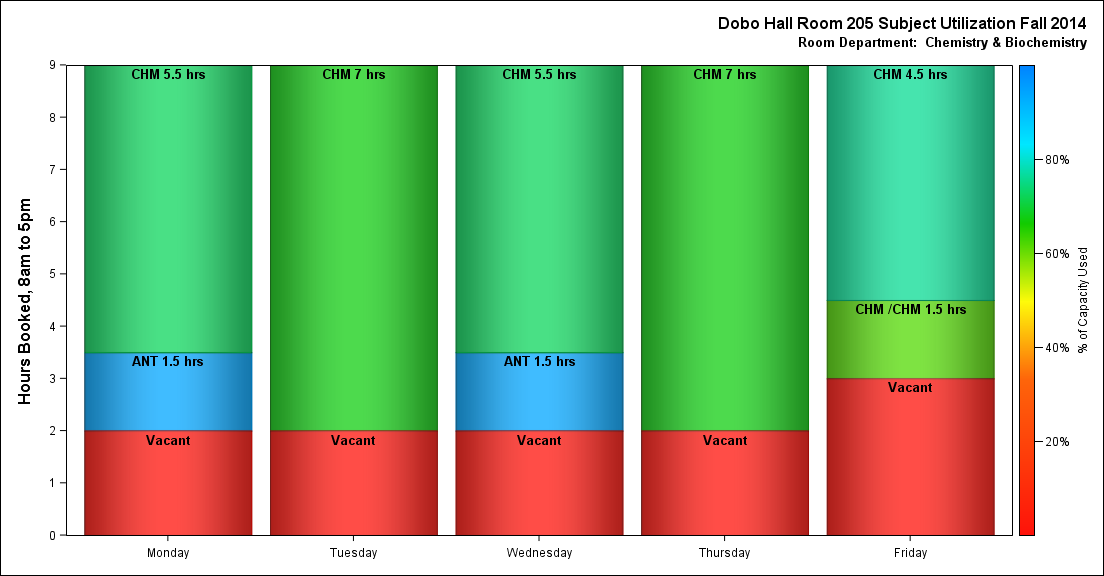 Dobo Hall Room 205 Subject Utilization Fall 2014
Room Department:  Chemistry & Biochemistry
Hours Booked, 8am to 5pm
9
8
7
6
5
4
3
2
1
0
CHM 5.5 hrs
ANT 1.5 hrs
Vacant
CHM 7 hrs
Vacant
CHM 5.5 hrs
ANT 1.5 hrs
Vacant
CHM 7 hrs
Vacant
CHM 4.5 hrs
CHM /CHM 1.5 hrs
Vacant
Monday
Tuesday
Wednesday
Thursday
Friday
80%
60%
40%
20%
% of Capacity Used